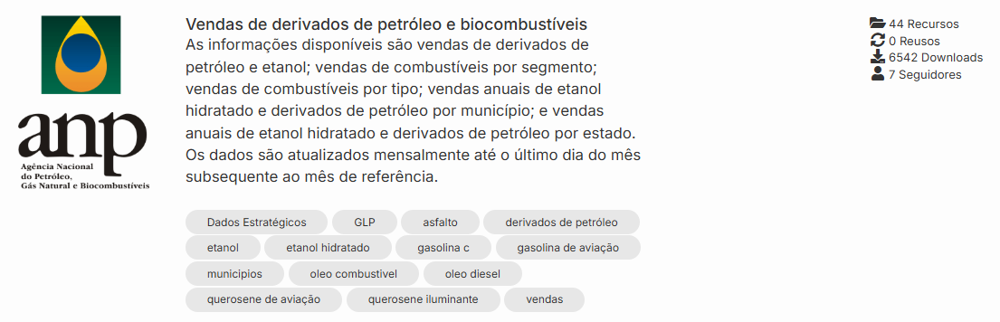 anp
Agência Nacional
do Petróleo,
Gás Natural e Biocombustíveis
Vendas de derivados de petróleo e biocombustíveis
As informações disponíveis são vendas de derivados de
petróleo e etanol; vendas de combustíveis por segmento;
vendas de combustíveis por tipo; vendas anuais de etanol
hidratado e derivados de petróleo por município; e vendas
anuais de etanol hidratado e derivados de petróleo por estado.
Os dados são atualizados mensalmente até o último dia do mês
subsequente ao mês de referência.
Dados Estratégicos GLP asfalto derivados de petróleo
etanol etanol hidratado gasolina c gasolina de aviação
municipios oleo combustivel oleo diesel
querosene de aviação querosene iluminante vendas
44 Recursos
0 Reusos
6542 Downloads
7 Seguidores